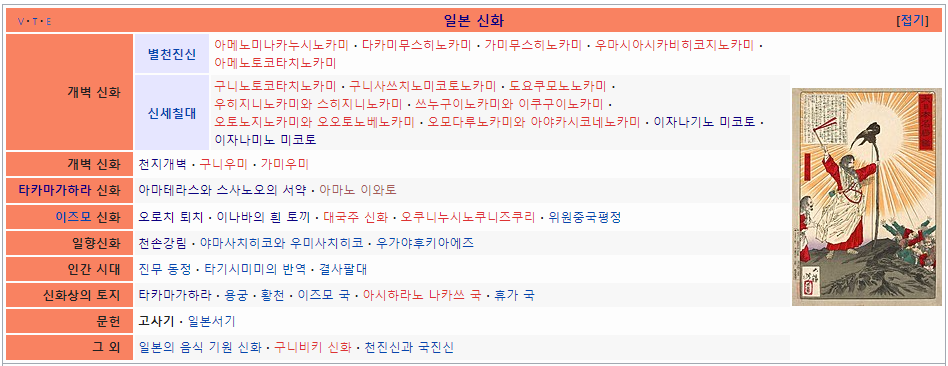 V • T • E 일본 신화 [접기]
개벽 신화
별천진신
아메노미나카누시노카미 · 다카미무스히노카미 · 가미무스히노카미 · 우마시아시카비히코지노카미 ·
아메노토코타치노카미
신세칠대
구니노토코타치노카미 · 구니사쓰치노미코토노카미 · 도요쿠모노노카미 ·
우히지니노카미와 스히지니노카미 · 쓰누구이노카미와 이쿠구이노카미 ·
오토노지노카미와 오오토노베노카미 · 오모다루노카미와 아야카시코네노카미 · 이자나기노 미코토 ·
이자나미노 미코토
개벽 신화 천지개벽 · 구니우미 · 가미우미
타카마가하라 신화 아마테라스와 스사노오의 서약 · 아마노 이와토
이즈모 신화 오로치 퇴치 · 이나바의 흰 토끼 · 대국주 신화 · 오쿠니누시노쿠니즈쿠리 · 위원중국평정
일향신화 천손강림 · 야마사치히코와 우미사치히코 · 우가야후키아에즈
인간 시대 진무 동정 · 타기시미미의 반역 · 결사팔대
신화상의 토지 타카마가하라 · 용궁 · 황천 · 이즈모 국 · 아시하라노 나카쓰 국 · 휴가 국
문헌 고사기 · 일본서기
그 외 일본의 음식 기원 신화 · 구니비키 신화 · 천진신과 국진신